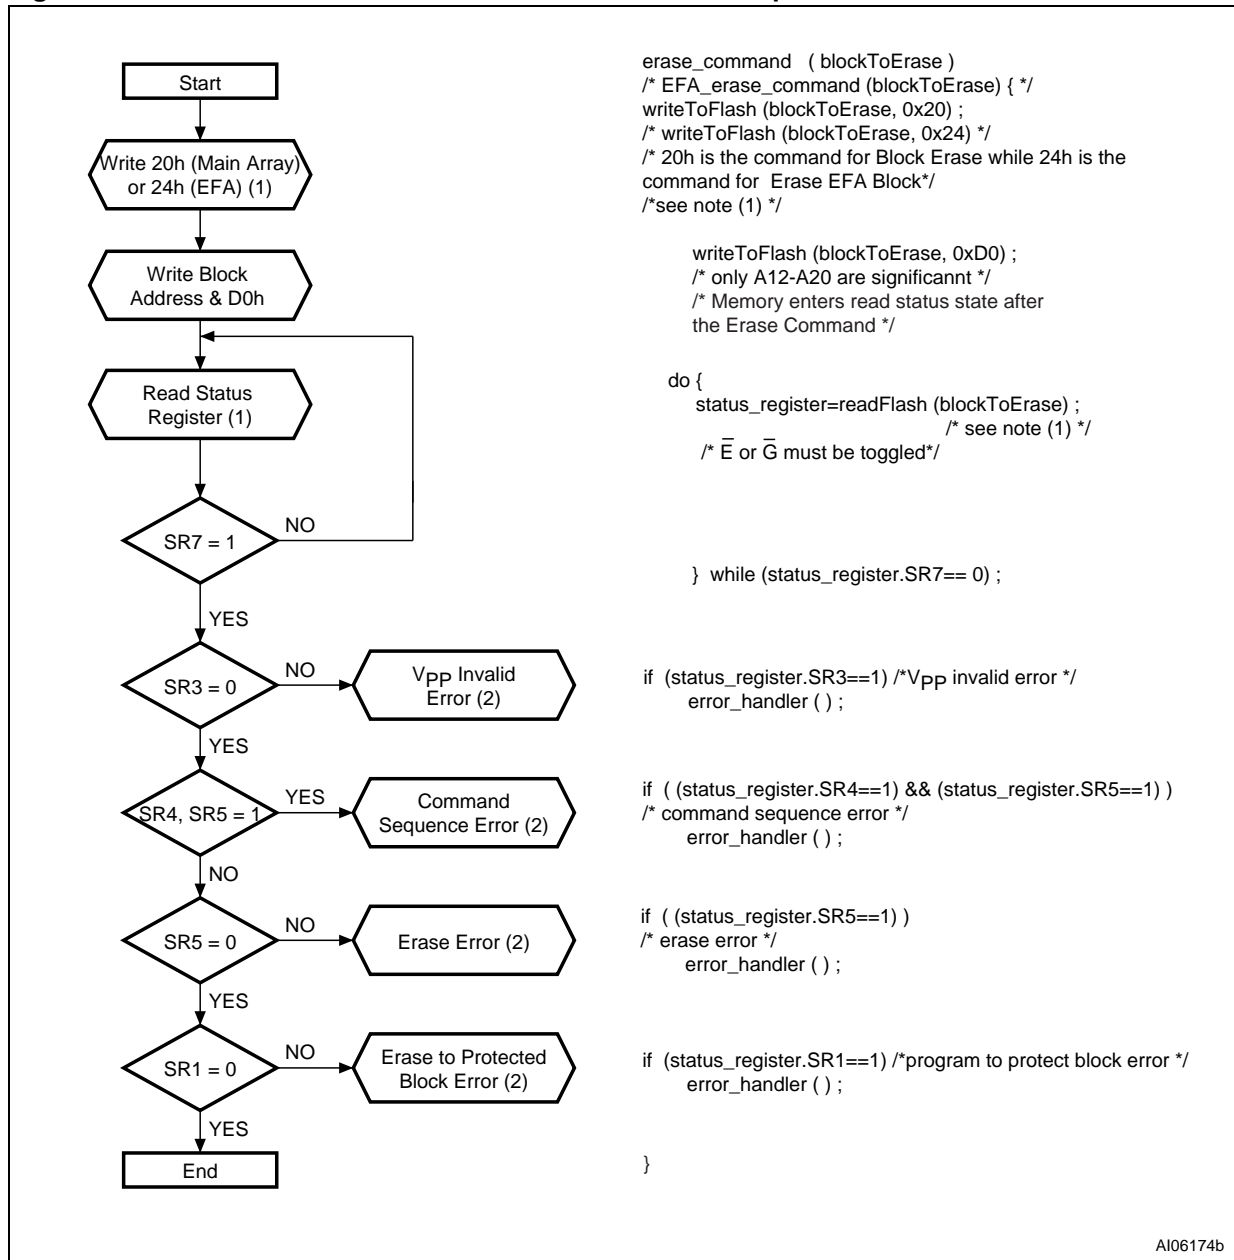 Start
Write 20h (Main Array)
or 24h (EFA) (1)
Write Block
Address & D0h
Read Status
Register (1)
SR7 = 1
NO
YES
SR3 = 0
NO
VPP Invalid
Error (2)
YES
SR4, SR5 = 1
YES
Command
Sequence Error (2)
NO
SR5 = 0
NO
Erase Error (2)
YES
SR1 = 0
NO
Erase to Protected
Block Error (2)
YES
End
erase_command ( blockToErase )
/* EFA_erase_command (blockToErase) { */
writeToFlash (blockToErase, 0x20) ;
/* writeToFlash (blockToErase, 0x24) */
/* 20h is the command for Block Erase while 24h is the
command for Erase EFA Block*/
/*see note (1) */
writeToFlash (blockToErase, 0xD0) ;
/* only A12-A20 are significannt */
/* Memory enters read status state after
the Erase Command */
do {
status_register=readFlash (blockToErase) ;
/* see note (1) */
/* E̅ or G̅ must be toggled*/
} while (status_register.SR7== 0) ;
if (status_register.SR3==1) /*VPP invalid error */
error_handler ( ) ;
if ( (status_register.SR4==1) && (status_register.SR5==1) )
/* command sequence error */
error_handler ( ) ;
if ( (status_register.SR5==1) )
/* erase error */
error_handler ( ) ;
if (status_register.SR1==1) /*program to protect block error */
error_handler ( ) ;
}
AI06174b